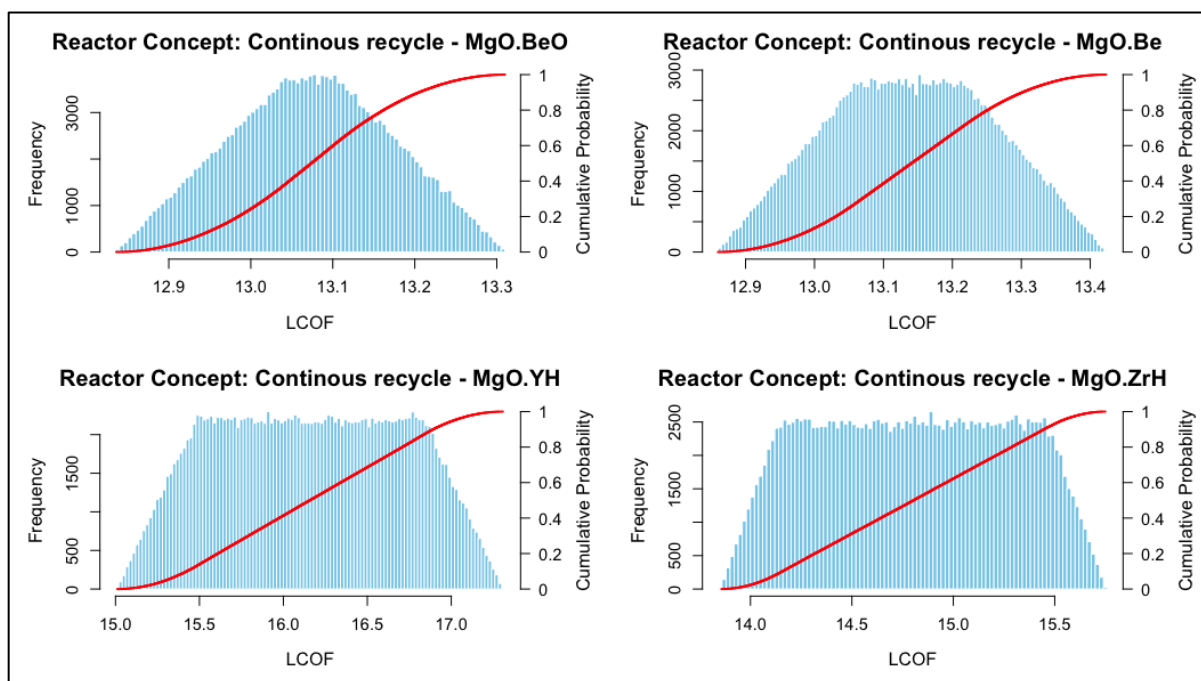 Reactor Concept: Continous recycle - MgO.BeO
Frequency
0
1000
3000
Cumulative Probability
0
0.2
0.4
0.6
0.8
1
12.9 13.0 13.1 13.2 13.3
LCOF
Reactor Concept: Continous recycle - MgO.Be
Frequency
0
1000
2000
3000
Cumulative Probability
0
0.2
0.4
0.6
0.8
1
12.9 13.0 13.1 13.2 13.3 13.4
LCOF
Reactor Concept: Continous recycle - MgO.YH
Frequency
0
500
1500
Cumulative Probability
0
0.2
0.4
0.6
0.8
1
15.0 15.5 16.0 16.5 17.0
LCOF
Reactor Concept: Continous recycle - MgO.ZrH
Frequency
0
500
1500
2500
Cumulative Probability
0
0.2
0.4
0.6
0.8
1
14.0 14.5 15.0 15.5
LCOF